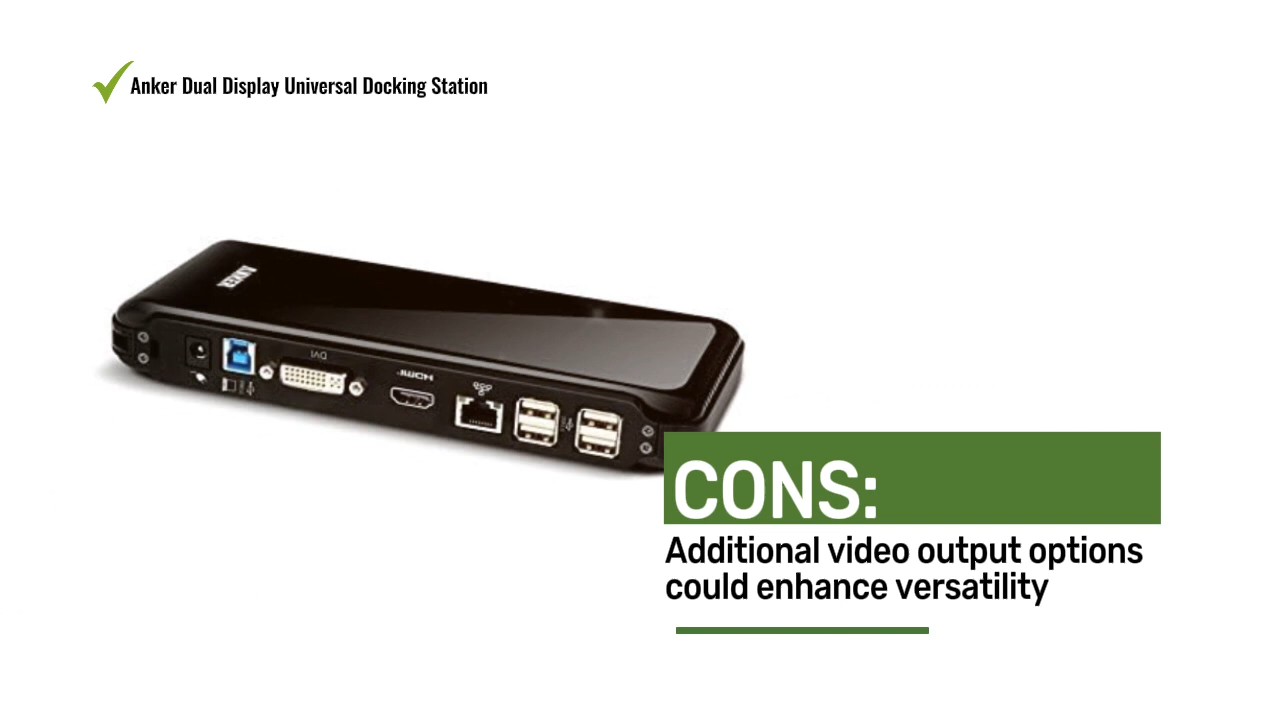 Anker Dual Display Universal Docking Station
ANKER
DVI
HDMI
CONS:
Additional video output options
could enhance versatility